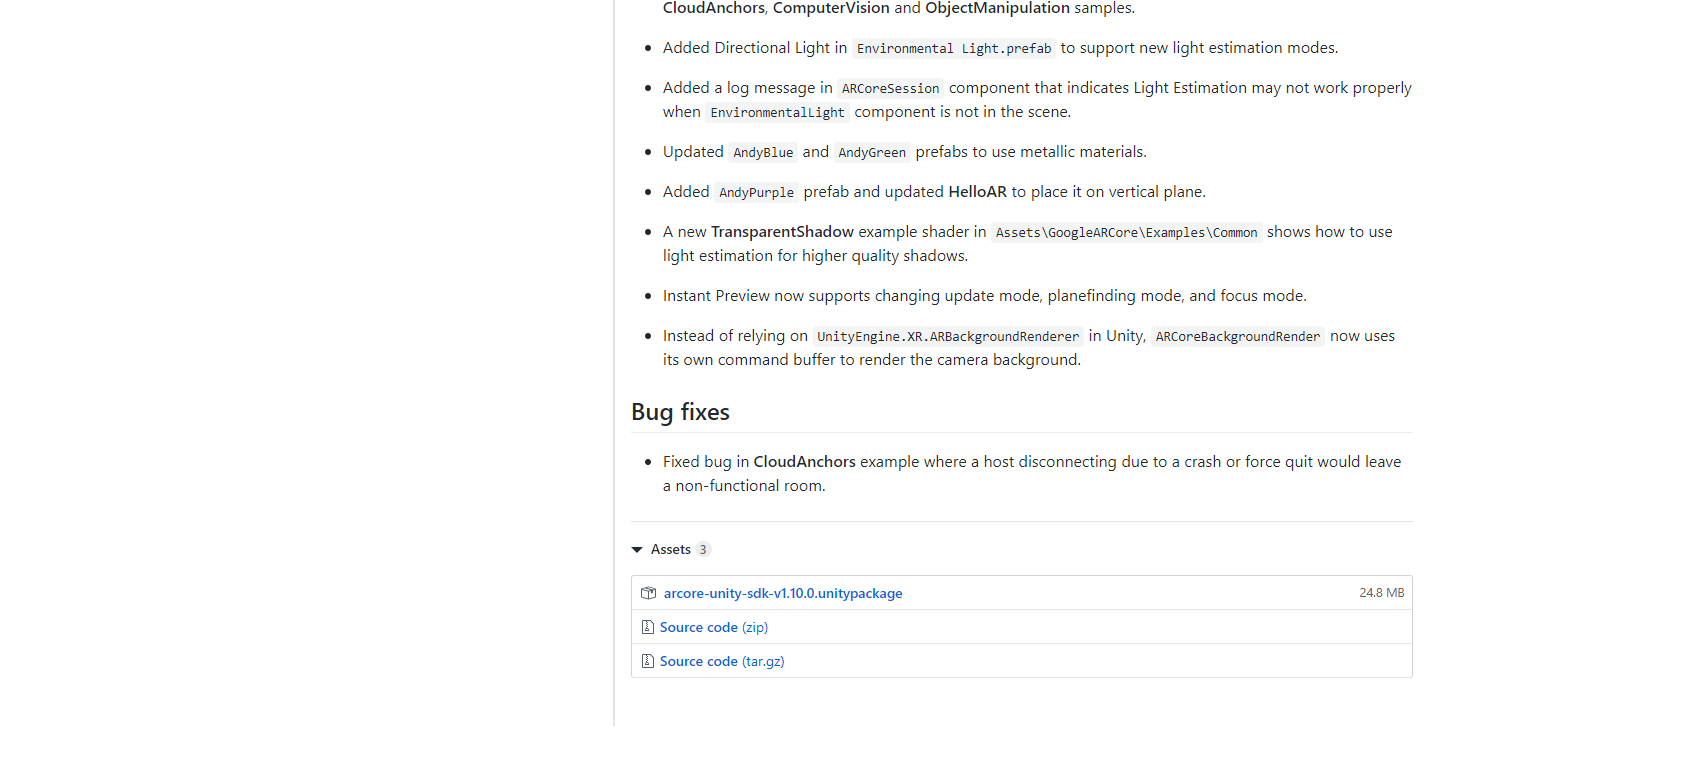 CloudAnchors, ComputerVision and ObjectManipulation samples.
Added Directional Light in Environmental Light.prefab to support new light estimation modes.
Added a log message in ARCoreSession component that indicates Light Estimation may not work properly
when EnvironmentalLight component is not in the scene.
Updated AndyBlue and AndyGreen prefabs to use metallic materials.
Added AndyPurple prefab and updated HelloAR to place it on vertical plane.
A new TransparentShadow example shader in Assets\GoogleARCore\Examples\Common shows how to use
light estimation for higher quality shadows.
Instant Preview now supports changing update mode, planefinding mode, and focus mode.
Instead of relying on UnityEngine.XR.ARBackgroundRenderer in Unity, ARCoreBackgroundRender now uses
its own command buffer to render the camera background.
Bug fixes
Fixed bug in CloudAnchors example where a host disconnecting due to a crash or force quit would leave
a non-functional room.
Assets 3
arcore-unity-sdk-v1.10.0.unitypackage 24.8 MB
Source code (zip)
Source code (tar.gz)